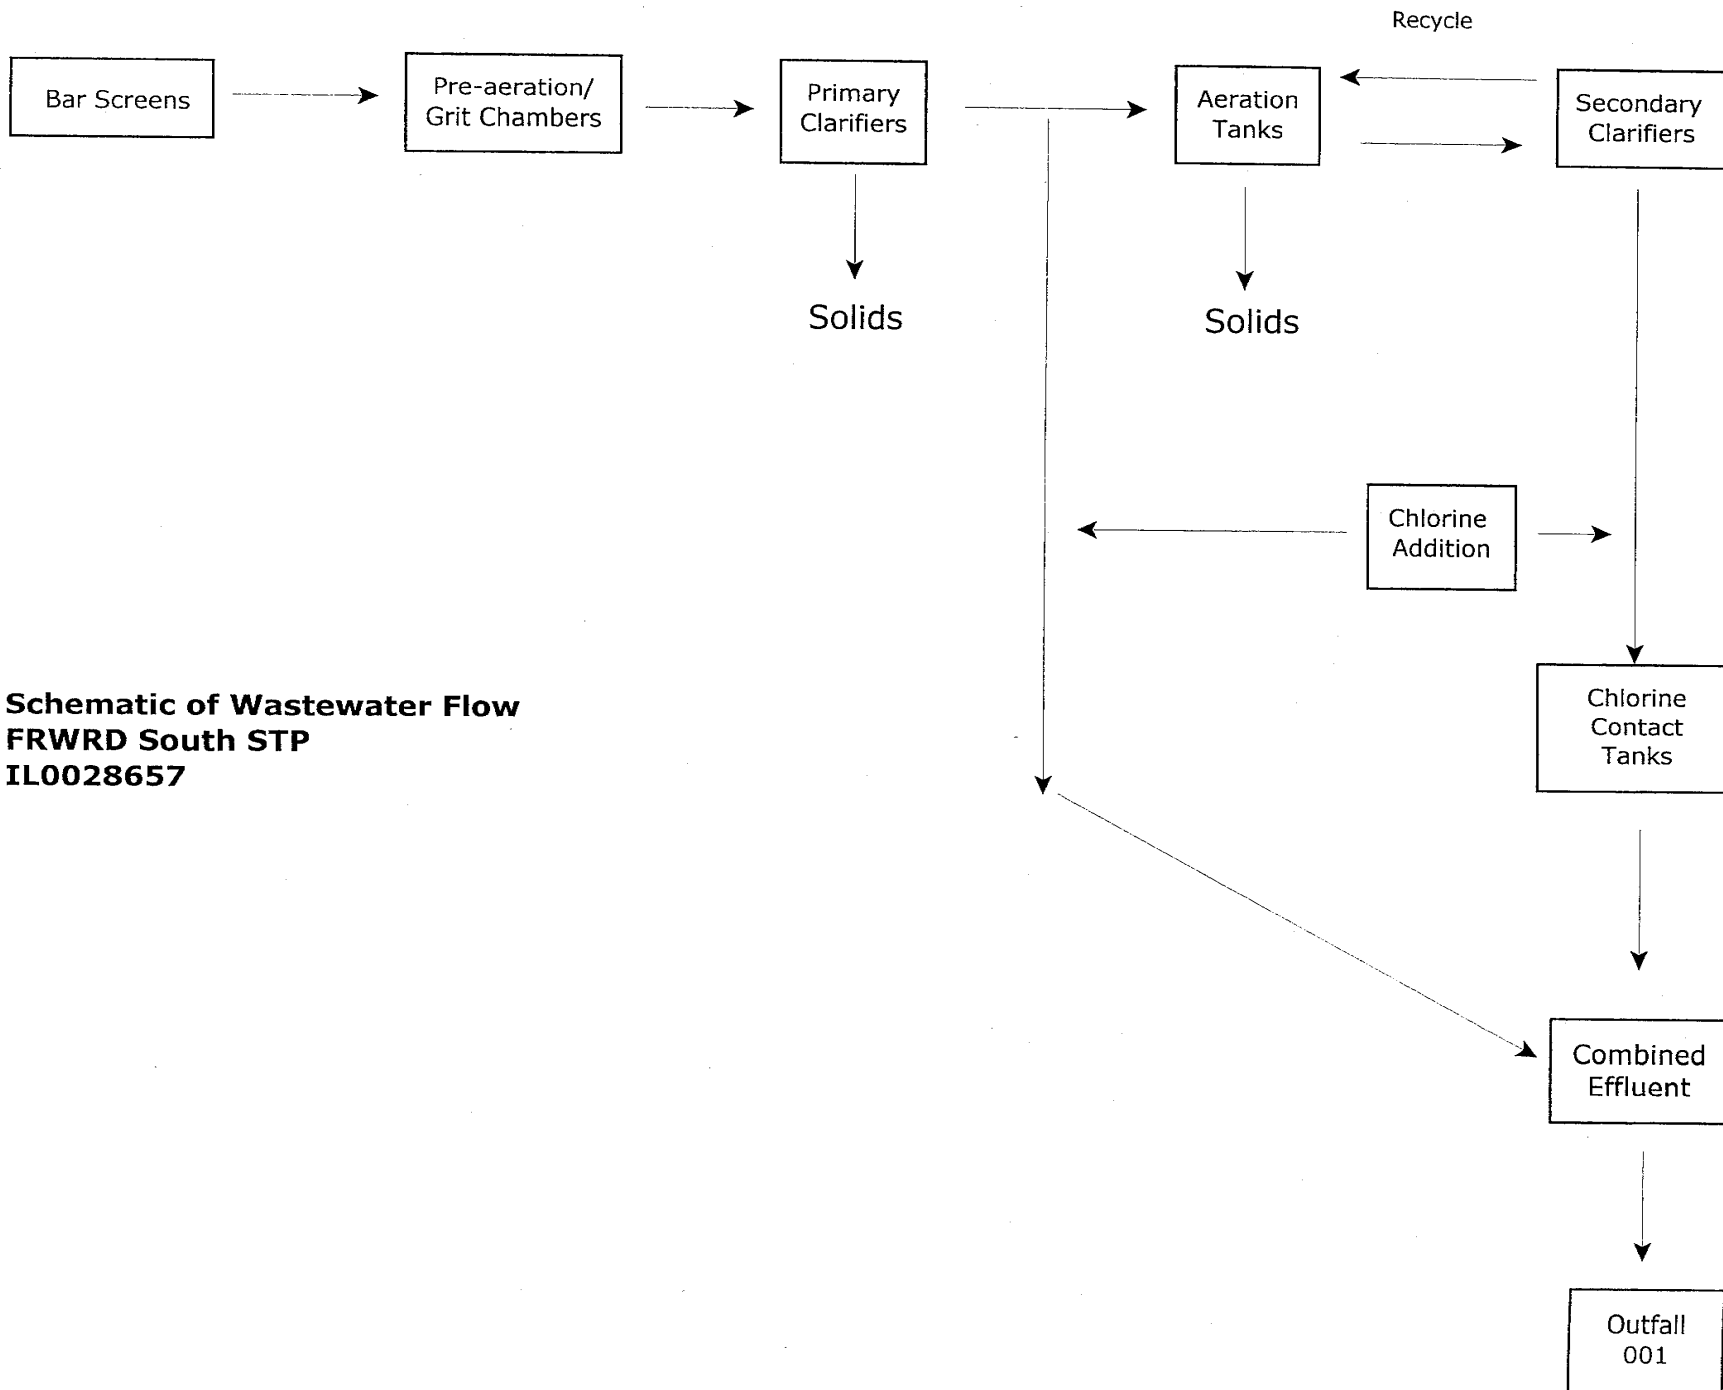 Recycle
Bar Screens
Pre-aeration/
Grit Chambers
Primary
Clarifiers
Aeration
Tanks
Secondary
Clarifiers
Solids
Solids
Chlorine
Addition
Schematic of Wastewater Flow
FRWRD South STP
IL0028657
Chlorine
Contact
Tanks
Combined
Effluent
Outfall
001